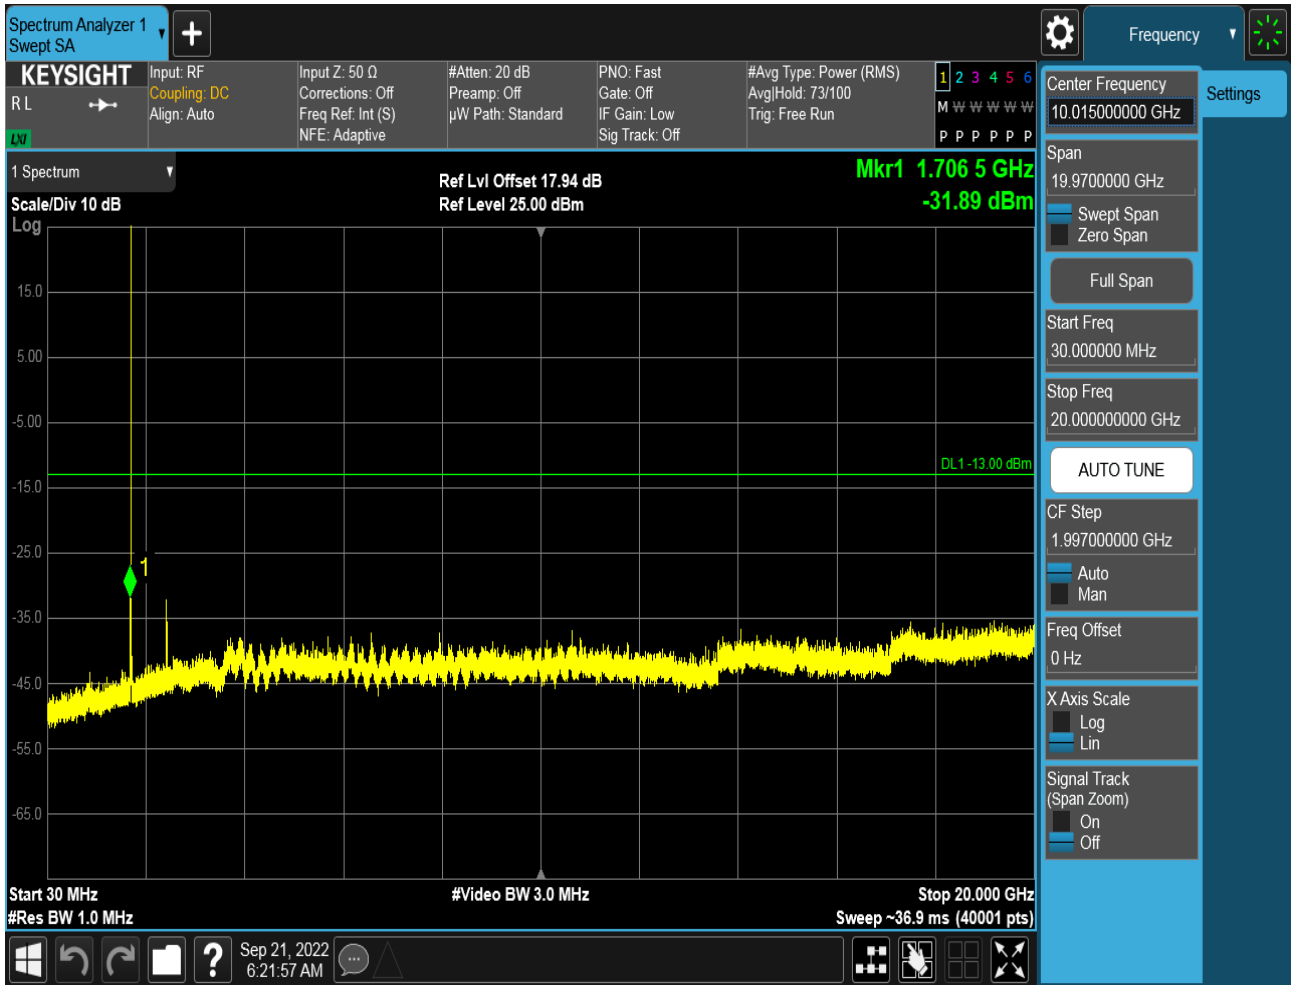 Spectrum Analyzer 1
Swept SA
Frequency
KEYSIGHT
R L
LXI
Input: RF
Coupling: DC
Align: Auto
Input Z: 50 Ω
Corrections: Off
Freq Ref: Int (S)
NFE: Adaptive
#Atten: 20 dB
Preamp: Off
µW Path: Standard
PNO: Fast
Gate: Off
IF Gain: Low
Sig Track: Off
#Avg Type: Power (RMS)
Avg|Hold: 73/100
Trig: Free Run
1 2 3 4 5 6
M W W W W W
P P P P P P
1 Spectrum
Scale/Div 10 dB
Log
Ref Lvl Offset 17.94 dB
Ref Level 25.00 dBm
Mkr1 1.706 5 GHz
-31.89 dBm
15.0
5.00
-5.00
DL1 -13.00 dBm
-15.0
-25.0
1
-35.0
-45.0
-55.0
-65.0
Start 30 MHz
#Res BW 1.0 MHz
#Video BW 3.0 MHz
Stop 20.000 GHz
Sweep ~36.9 ms (40001 pts)
Center Frequency
10.015000000 GHz
Settings
Span
19.9700000 GHz
Swept Span
Zero Span
Full Span
Start Freq
30.000000 MHz
Stop Freq
20.000000000 GHz
AUTO TUNE
CF Step
1.997000000 GHz
Auto
Man
Freq Offset
0 Hz
X Axis Scale
Log
Lin
Signal Track
(Span Zoom)
On
Off
?
Sep 21, 2022
6:21:57 AM